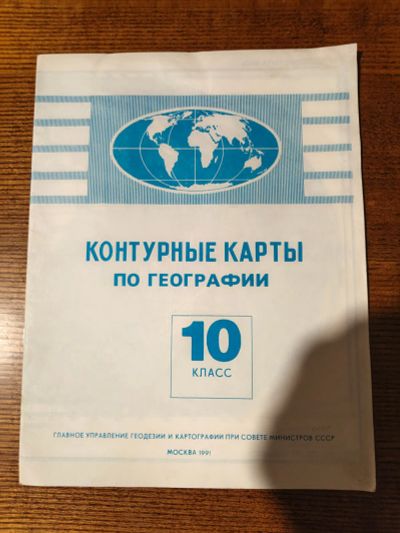 КОНТУРНЫЕ КАРТЫ
ПО ГЕОГРАФИИ
10
КЛАСС
ГЛАВНОЕ УПРАВЛЕНИЕ ГЕОДЕЗИИ И КАРТОГРАФИИ ПРИ СОВЕТЕ МИНИСТРОВ СССР
МОСКВА 1991